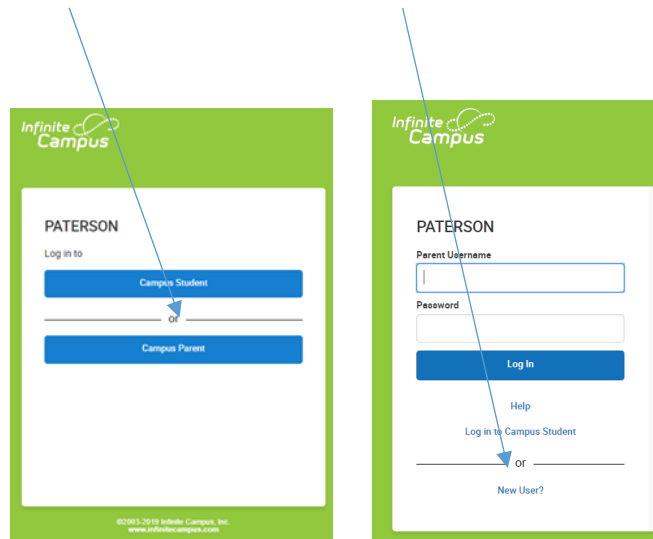 Infinite
Campus
PATERSON
Log in to
Campus Student
or
Campus Parent
©2003-2019 Infinite Campus, Inc.
www.infinitecampus.com
Infinite
Campus
PATERSON
Parent Username
Password
Log In
Help
Log in to Campus Student
or
New User?